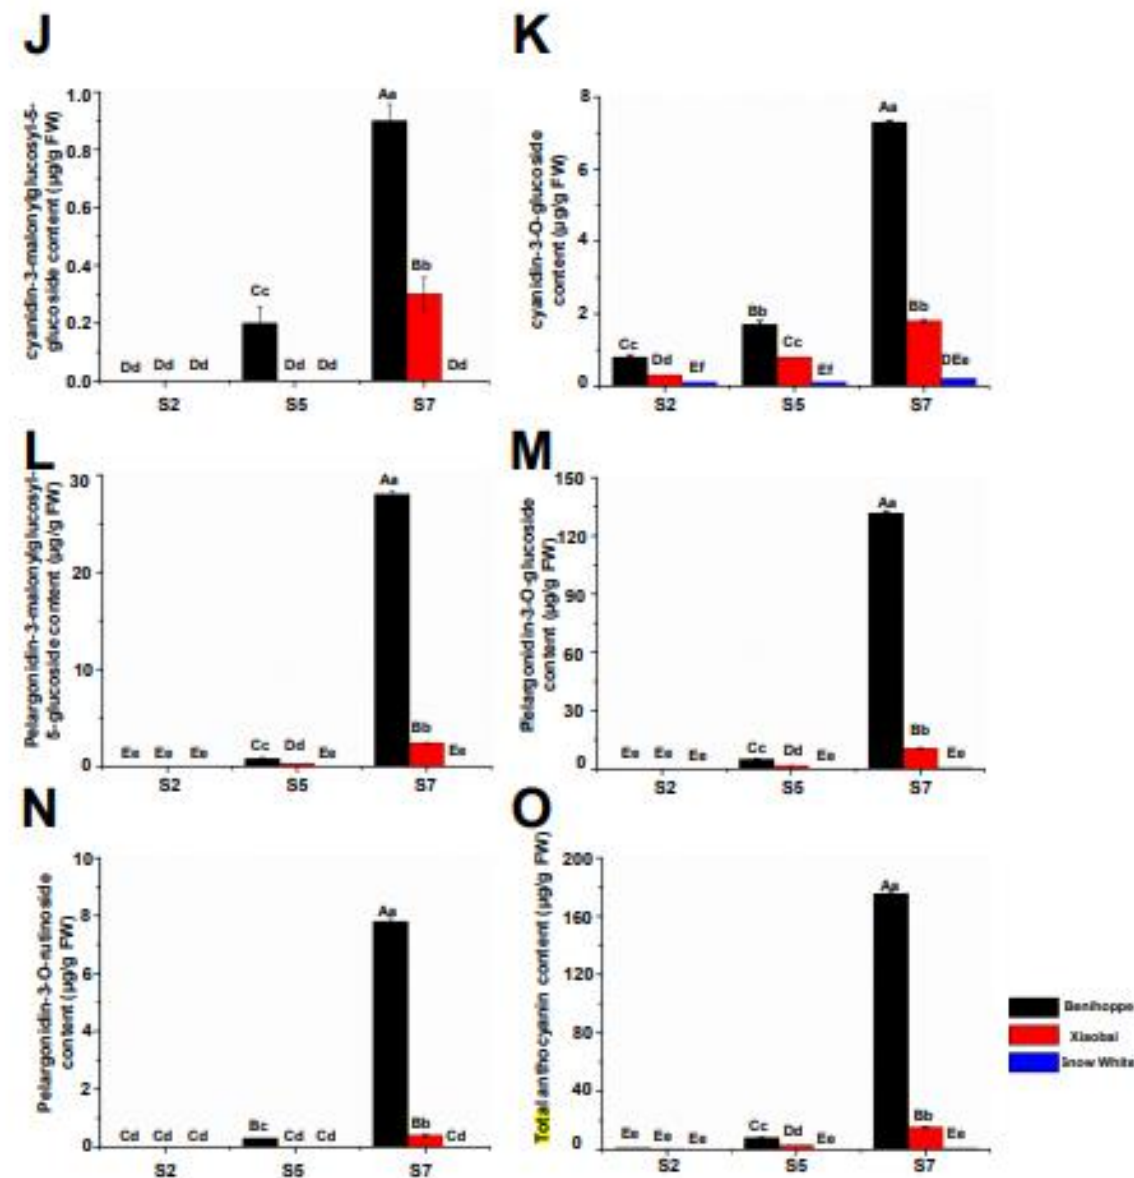 J
cyanidin-3-malonylglucosyl-5-
glucoside content (µg/g FW)
1.0
0.8
0.6
0.4
0.2
0.0
Dd Dd Dd
Cc Dd Dd
Aa Bb Dd
S2 S5 S7
K
cyanidin-3-O-glucoside
content (µg/g FW)
8
6
4
2
0
Cc Dd Ef
Bb Cc Ef
Aa Bb DEe
S2 S5 S7
L
Pelargonidin-3-malonylglucosyl-
5-glucoside content (µg/g FW)
30
20
10
0
Ee Ee Ee
Cc Dd Ee
Aa Bb Ee
S2 S5 S7
M
Pelargonidin-3-O-glucoside
content (µg/g FW)
150
120
90
60
30
0
Ee Ee Ee
Cc Dd Ee
Aa Bb Ee
S2 S5 S7
N
Pelargonidin-3-O-rutinoside
content (µg/g FW)
10
8
6
4
2
0
Cd Cd Cd
Bc Cd Cd
Aa Bb Cd
S2 S5 S7
O
Total anthocyanin content (µg/g FW)
200
160
120
80
40
0
Ee Ee Ee
Cc Dd Ee
Aa Bb Ee
S2 S5 S7
Benihoppe
Xiaobai
Snow White